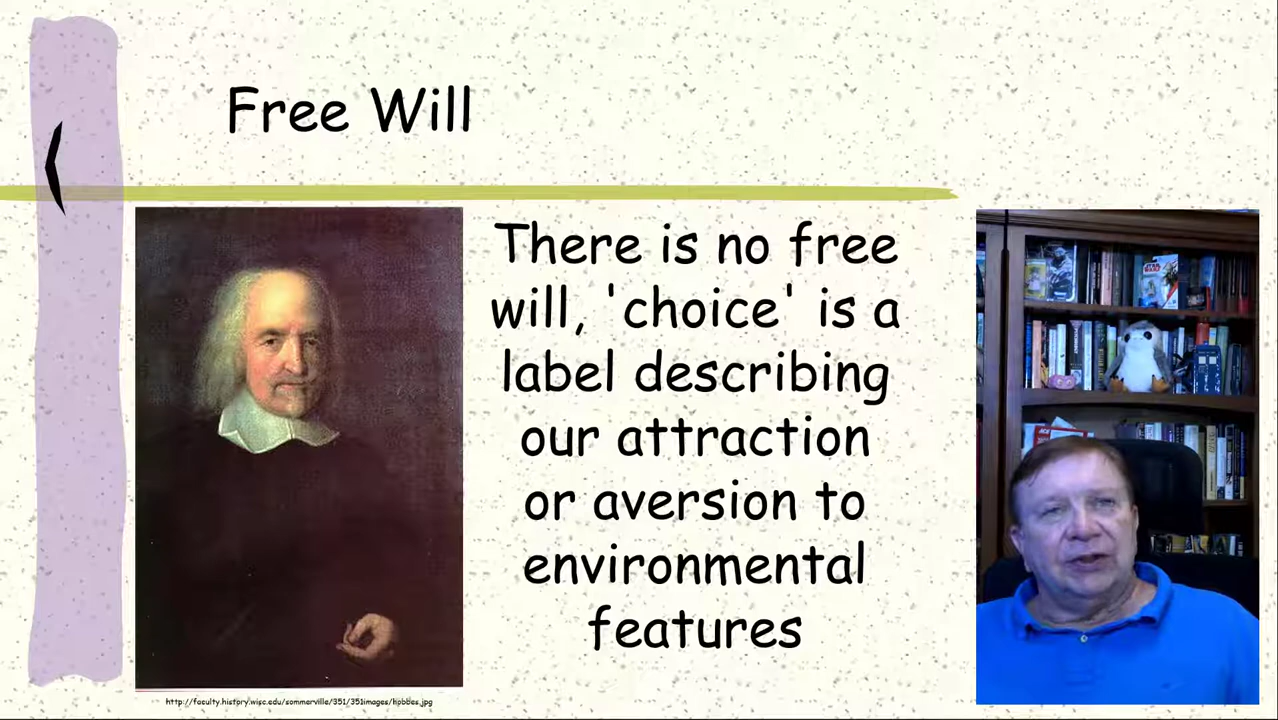 Free Will
There is no free
will, 'choice' is a
label describing
our attraction
or aversion to
environmental
features
http://faculty.history.wisc.edu/sommerville/351/351images/hobbes.jpg